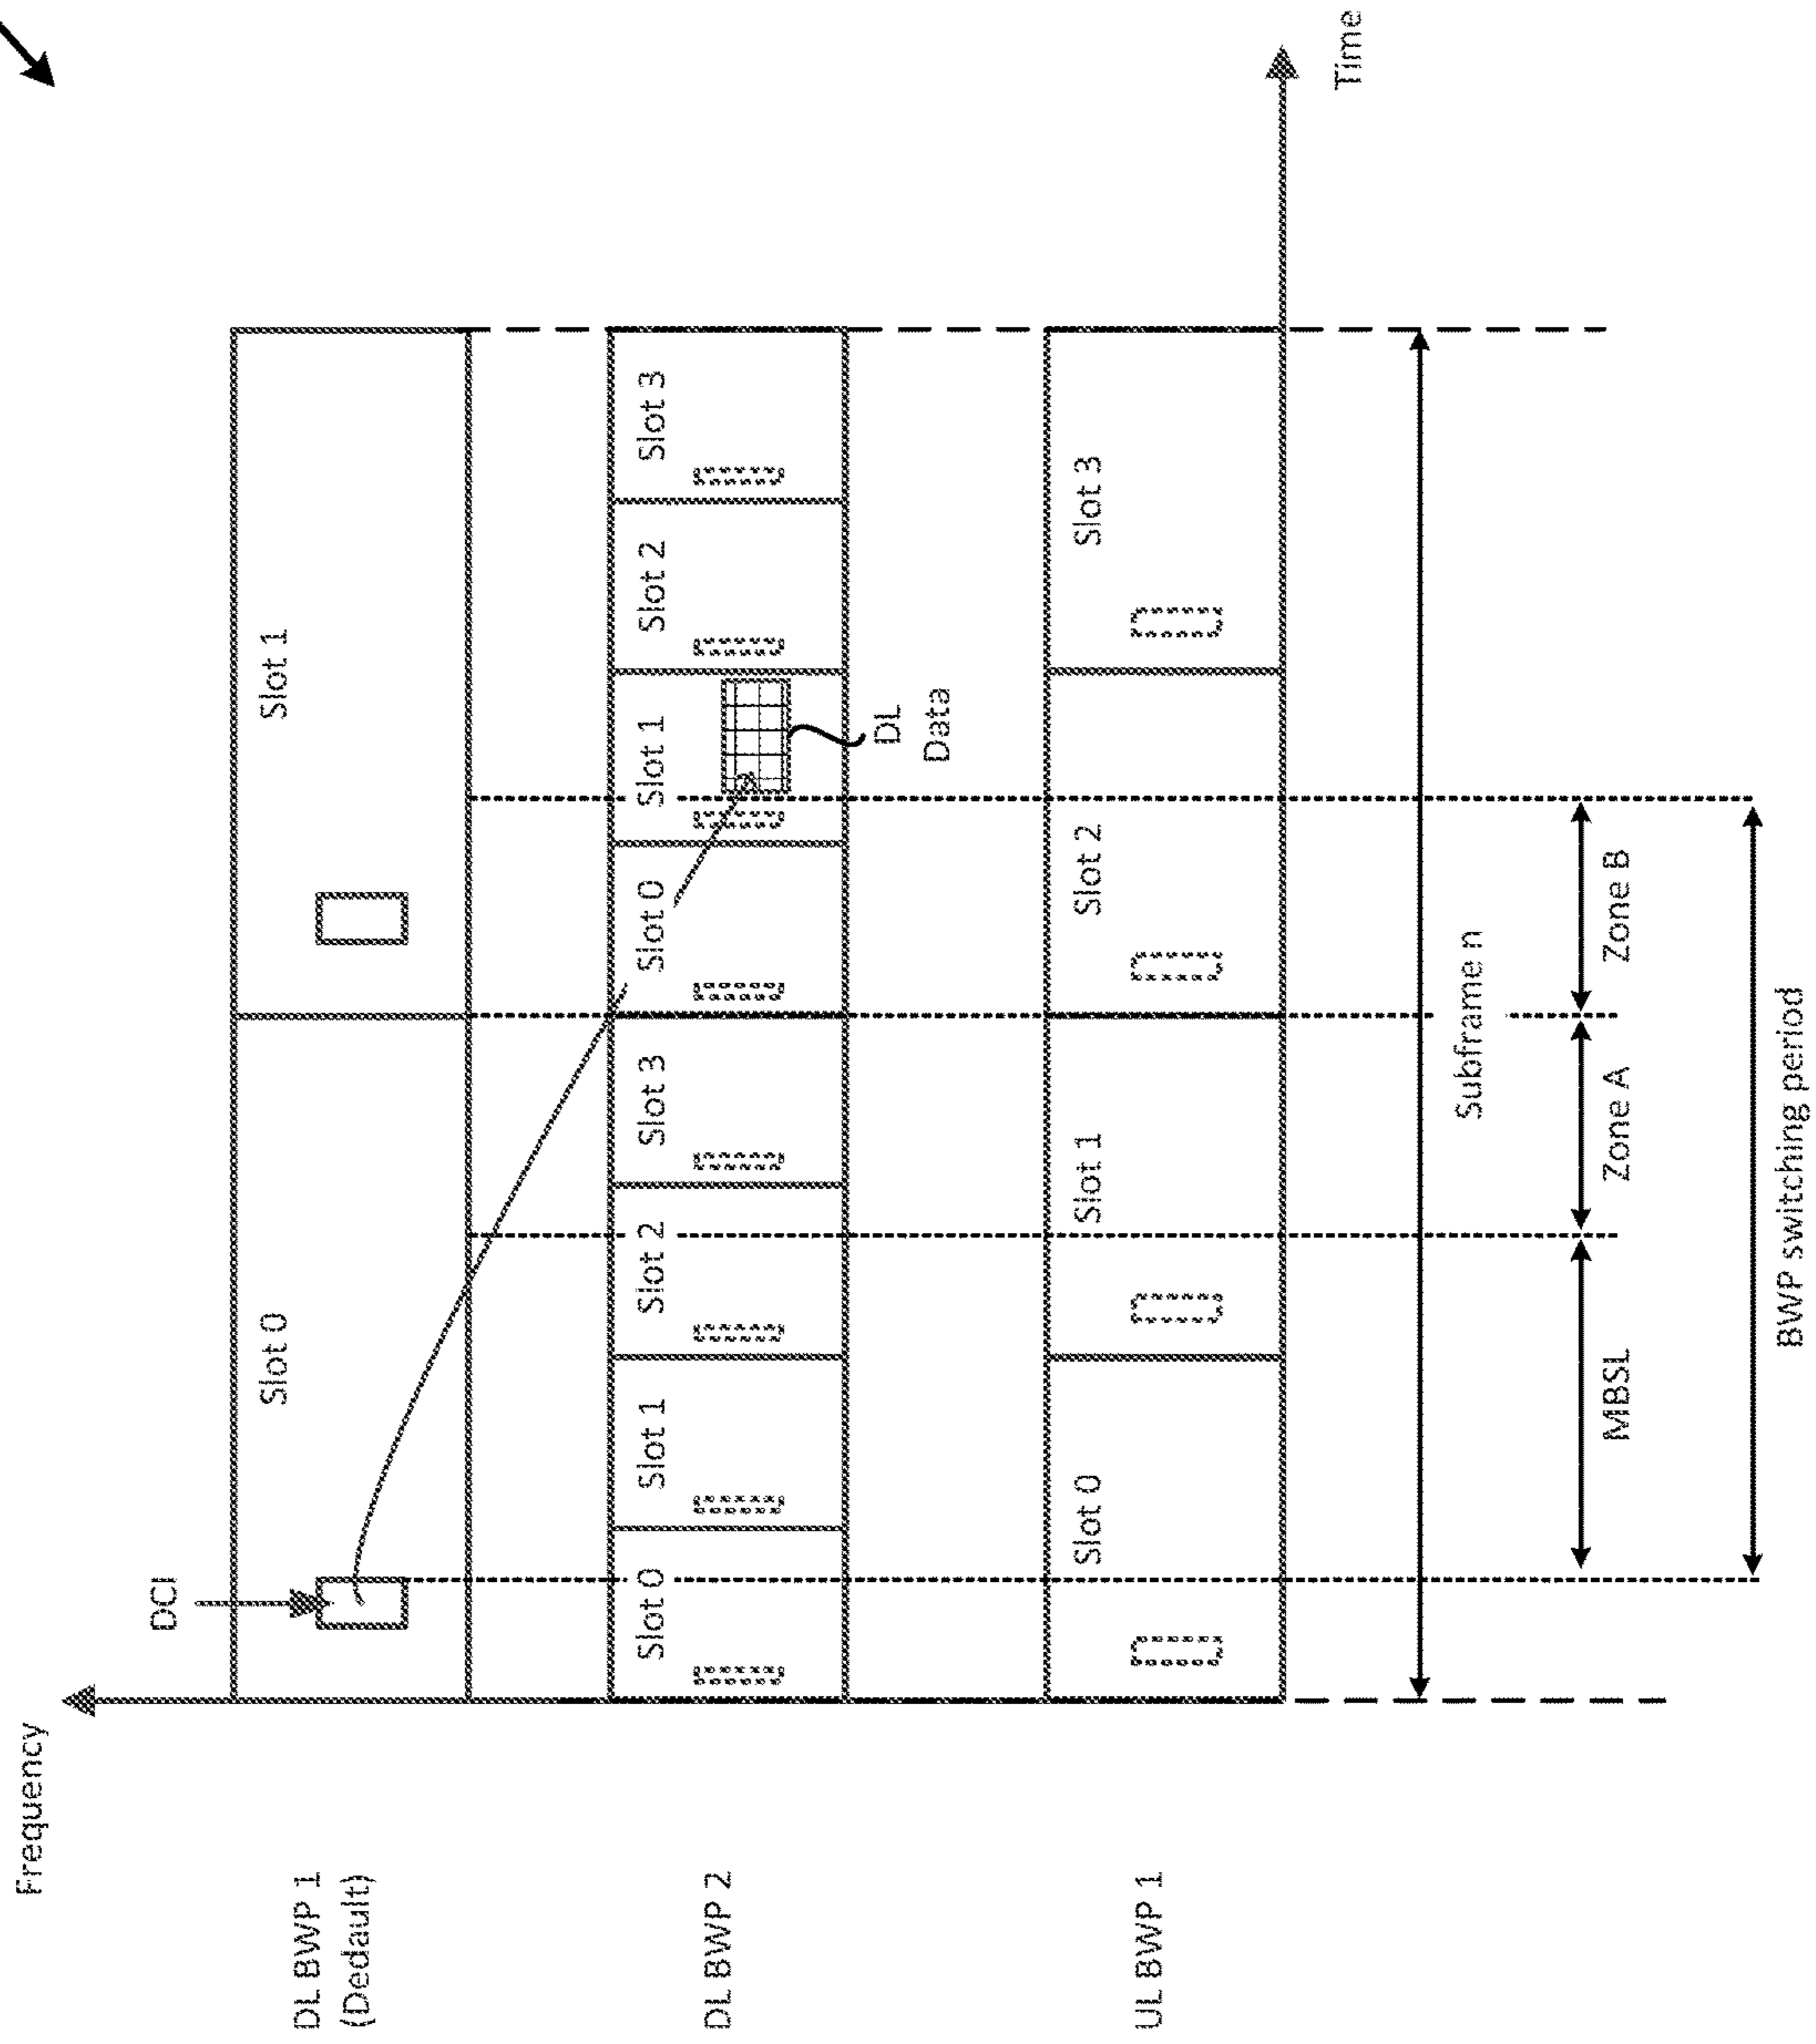 Frequency
DCI
DL BWP 1
(Dedault)
Slot 0
Slot 1
DL BWP 2
Slot 0
Slot 1
Slot 2
Slot 3
Slot 0
Slot 1
Slot 2
Slot 3
DL
Data
UL BWP 1
Slot 0
Slot 1
Slot 2
Slot 3
Time
Subframe n
MBSL
Zone A
Zone B
BWP switching period